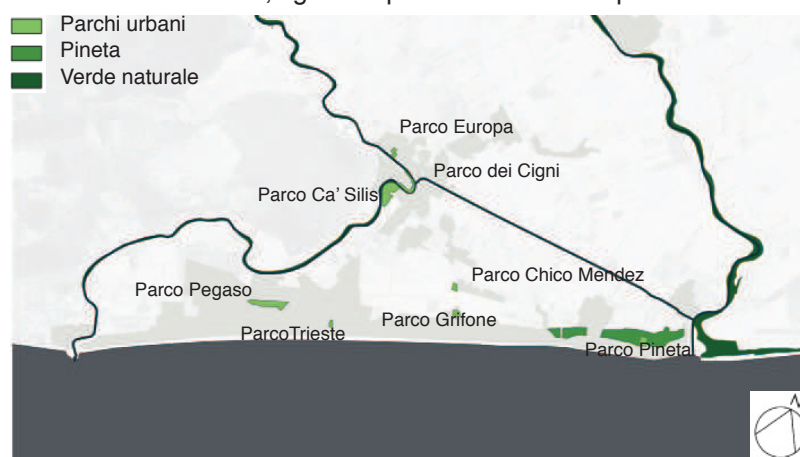 Parchi urbani
Pineta
Verde naturale
Parco Europa
Parco dei Cigni
Parco Ca' Silis
Parco Chico Mendez
Parco Pegaso
Parco Grifone
ParcoTrieste
Parco Pineta
N